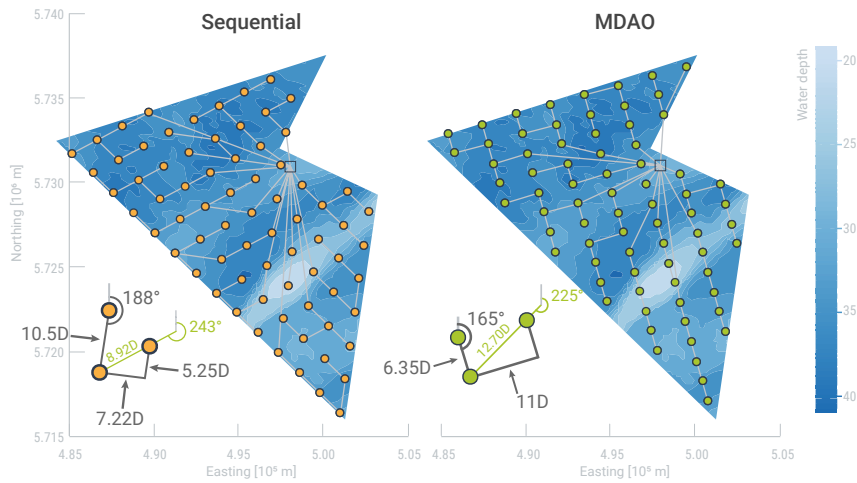 Sequential
MDAO
5.740
5.735
5.730
5.725
5.720
5.715
Northing [10⁶ m]
4.85
4.90
4.95
5.00
5.05
Easting [10⁵ m]
4.85
4.90
4.95
5.00
5.05
Easting [10⁵ m]
188°
243°
10.5D
8.92D
5.25D
7.22D
225°
165°
12.70D
6.35D
11D
Water depth
-20
-25
-30
-35
-40